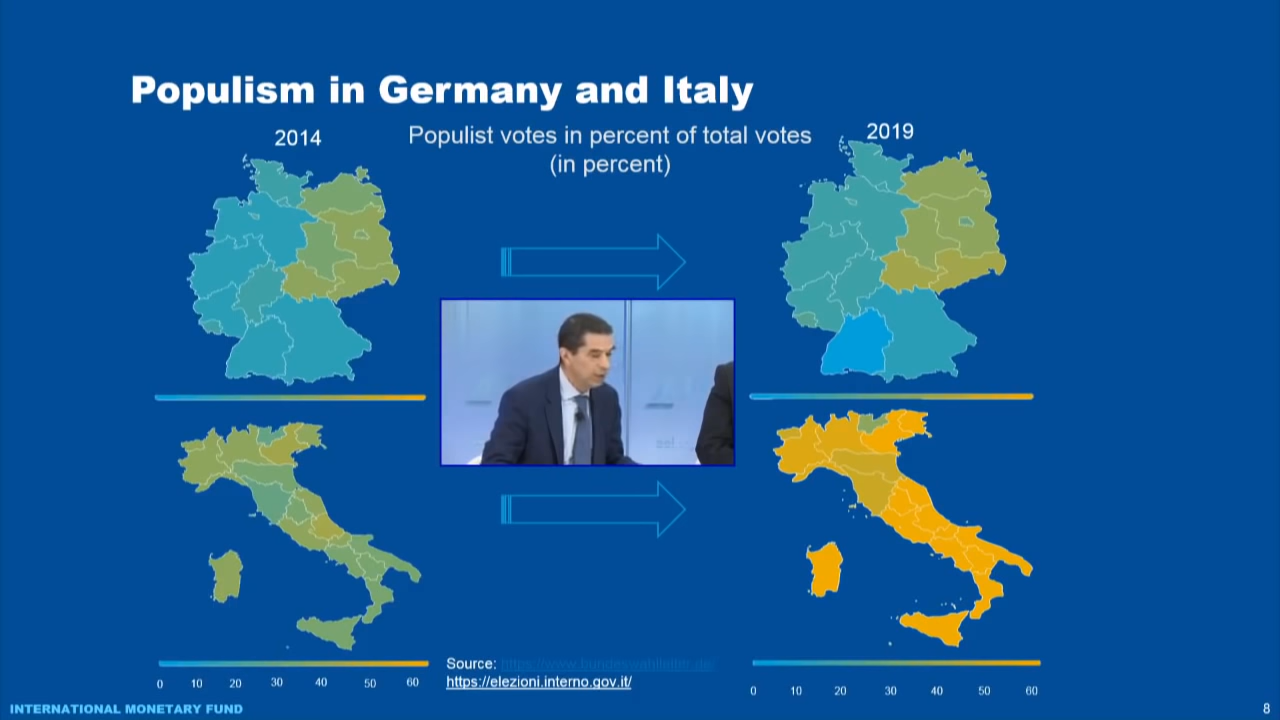 Populism in Germany and Italy
2014
Populist votes in percent of total votes
(in percent)
2019
Source:
https://elezioni.interno.gov.it/
0 10 20 30 40 50 60
0 10 20 30 40 50 60
INTERNATIONAL MONETARY FUND
8